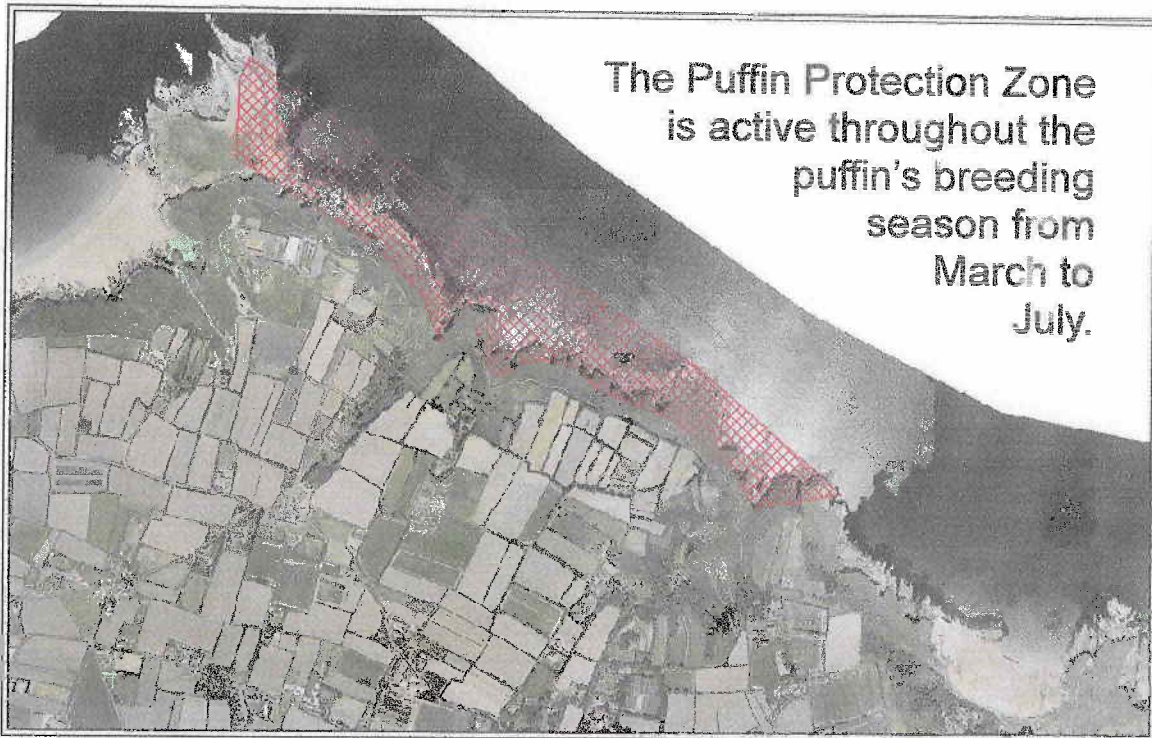 The Puffin Protection Zone
is active throughout the
puffin's breeding
season from
March to
July.